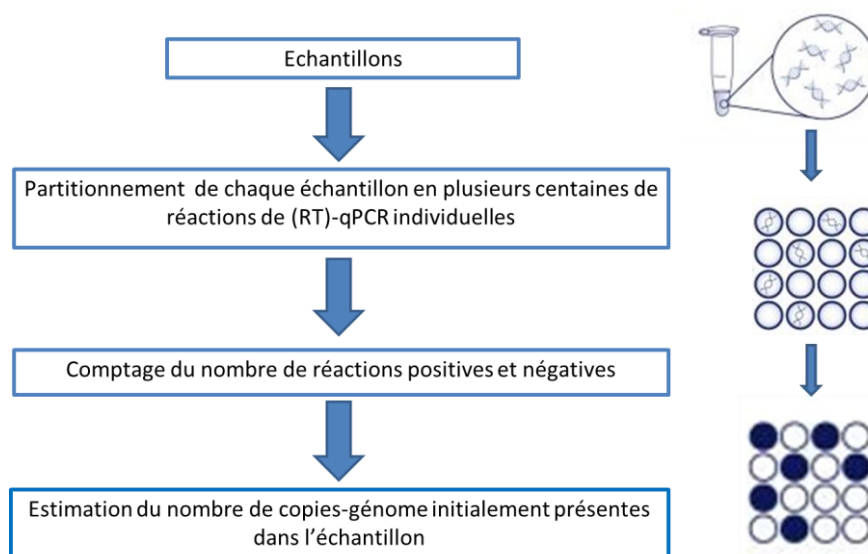 Echantillons
Partitionnement de chaque échantillon en plusieurs centaines de
réactions de (RT)-qPCR individuelles
Comptage du nombre de réactions positives et négatives
Estimation du nombre de copies-génome initialement présentes
dans l'échantillon